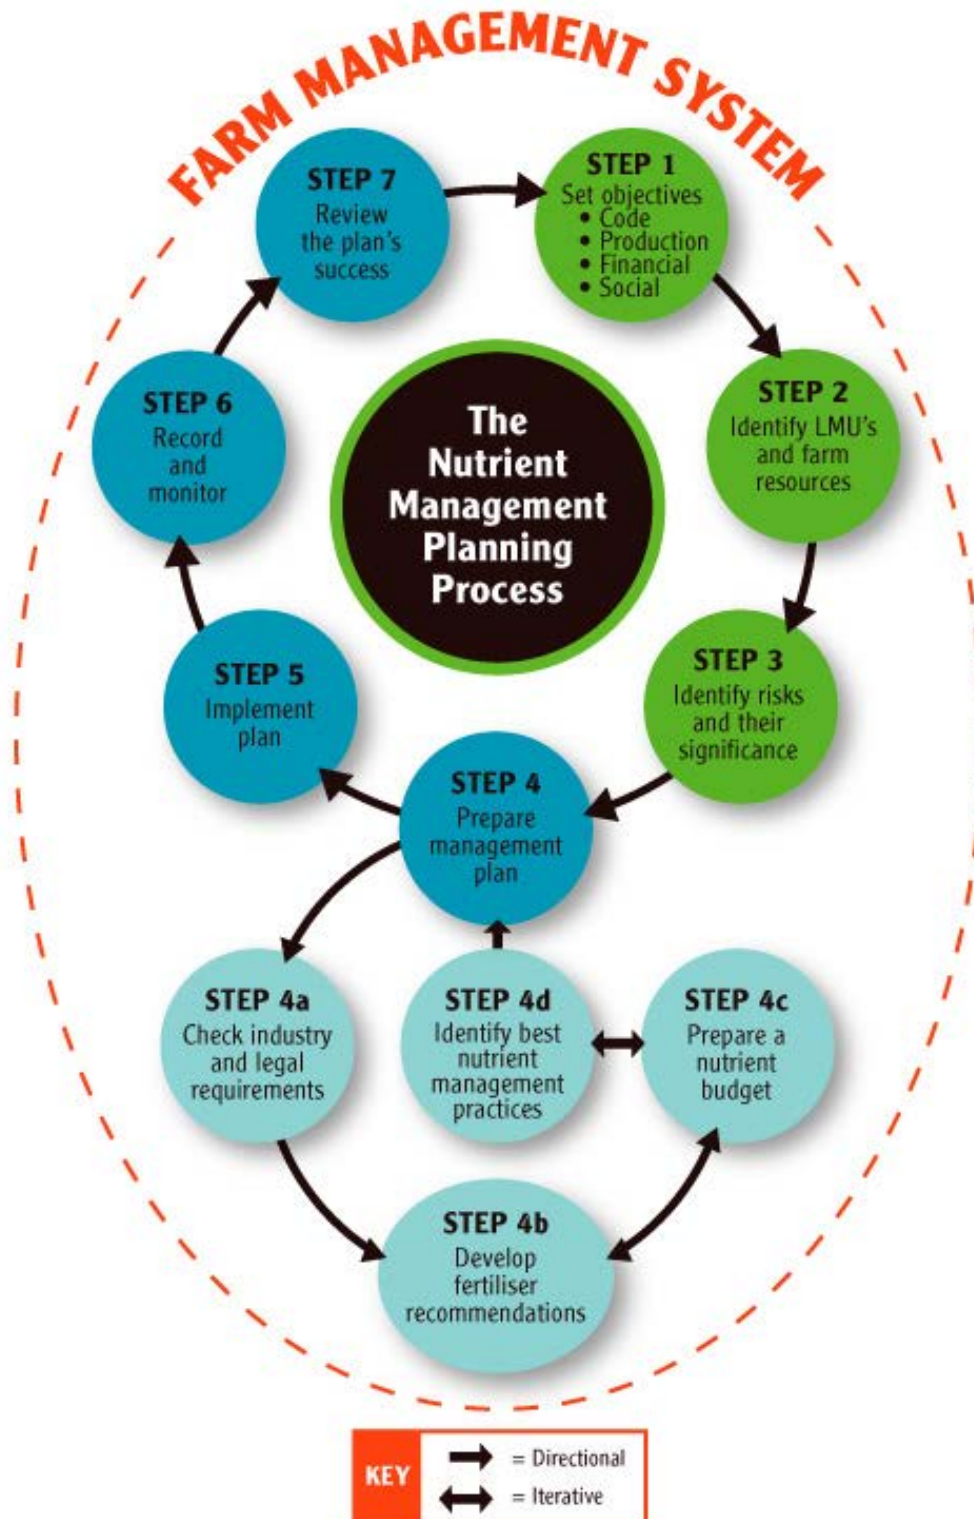 FARM MANAGEMENT SYSTEM
STEP 1
Set objectives
• Code
• Production
• Financial
• Social
STEP 2
Identify LMU's
and farm
resources
STEP 3
Identify risks
and their
significance
STEP 4
Prepare
management
plan
STEP 4a
Check industry
and legal
requirements
STEP 4b
Develop
fertiliser
recommendations
STEP 4c
Prepare a
nutrient
budget
STEP 4d
Identify best
nutrient
management
practices
STEP 5
Implement
plan
STEP 6
Record
and
monitor
STEP 7
Review
the plan's
success
The
Nutrient
Management
Planning
Process
KEY
= Directional
= Iterative